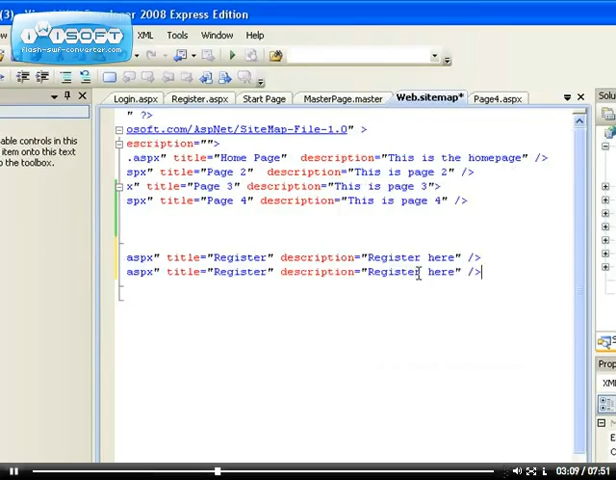 (3)
Developer 2008 Express Edition
iWiSOFT
flash-swf-converter.com
XML Tools Window Help
Login.aspx Register.aspx Start Page MasterPage.master Web.sitemap* Page4.aspx
able controls in this
item onto this text
o the toolbox.
" ?>
osoft.com/AspNet/SiteMap-File-1.0" >
escription="">
.aspx" title="Home Page" description="This is the homepage" />
spx" title="Page 2" description="This is page 2" />
x" title="Page 3" description="This is page 3">
spx" title="Page 4" description="This is page 4" />
aspx" title="Register" description="Register here" />
aspx" title="Register" description="Register here" />
Solu
S
Prop
XML
E
R
03:09 / 07:51